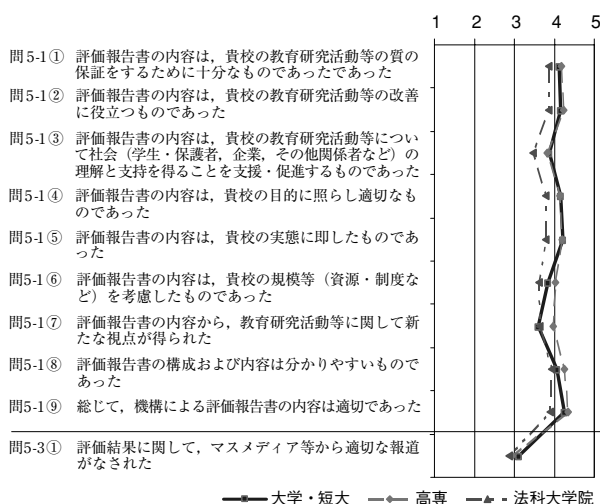 1 2 3 4 5
問5-1① 評価報告書の内容は，貴校の教育研究活動等の質の
保証をするために十分なものであったであった
問5-1② 評価報告書の内容は，貴校の教育研究活動等の改善
に役立つものであった
問5-1③ 評価報告書の内容は，貴校の教育研究活動等につい
て社会（学生・保護者，企業，その他関係者など）の
理解と支持を得ることを支援・促進するものであった
問5-1④ 評価報告書の内容は，貴校の目的に照らし適切なも
のであった
問5-1⑤ 評価報告書の内容は，貴校の実態に即したものであ
った
問5-1⑥ 評価報告書の内容は，貴校の規模等（資源・制度な
ど）を考慮したものであった
問5-1⑦ 評価報告書の内容から，教育研究活動等に関して新
たな視点が得られた
問5-1⑧ 評価報告書の構成および内容は分かりやすいもので
あった
問5-1⑨ 総じて，機構による評価報告書の内容は適切であった
問5-3① 評価結果に関して，マスメディア等から適切な報道
がなされた
大学・短大 高専 法科大学院